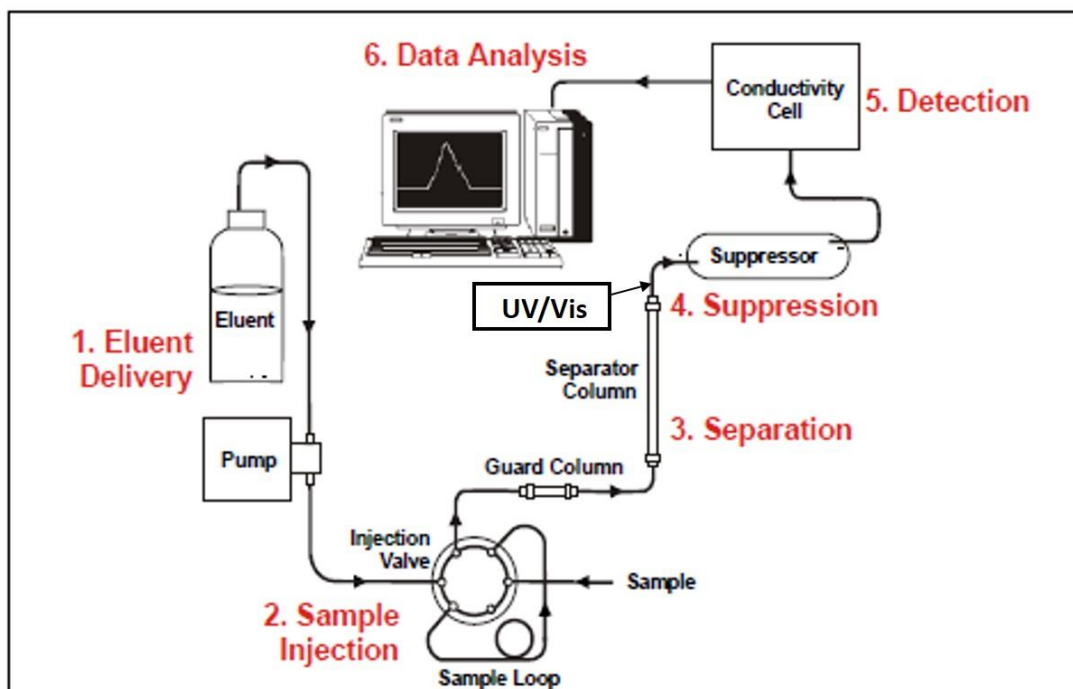 6. Data Analysis
Conductivity
Cell
5. Detection
Eluent
1. Eluent
Delivery
Suppressor
UV/Vis
4. Suppression
Separator
Column
3. Separation
Pump
Guard Column
Injection
Valve
Sample
2. Sample
Injection
Sample Loop